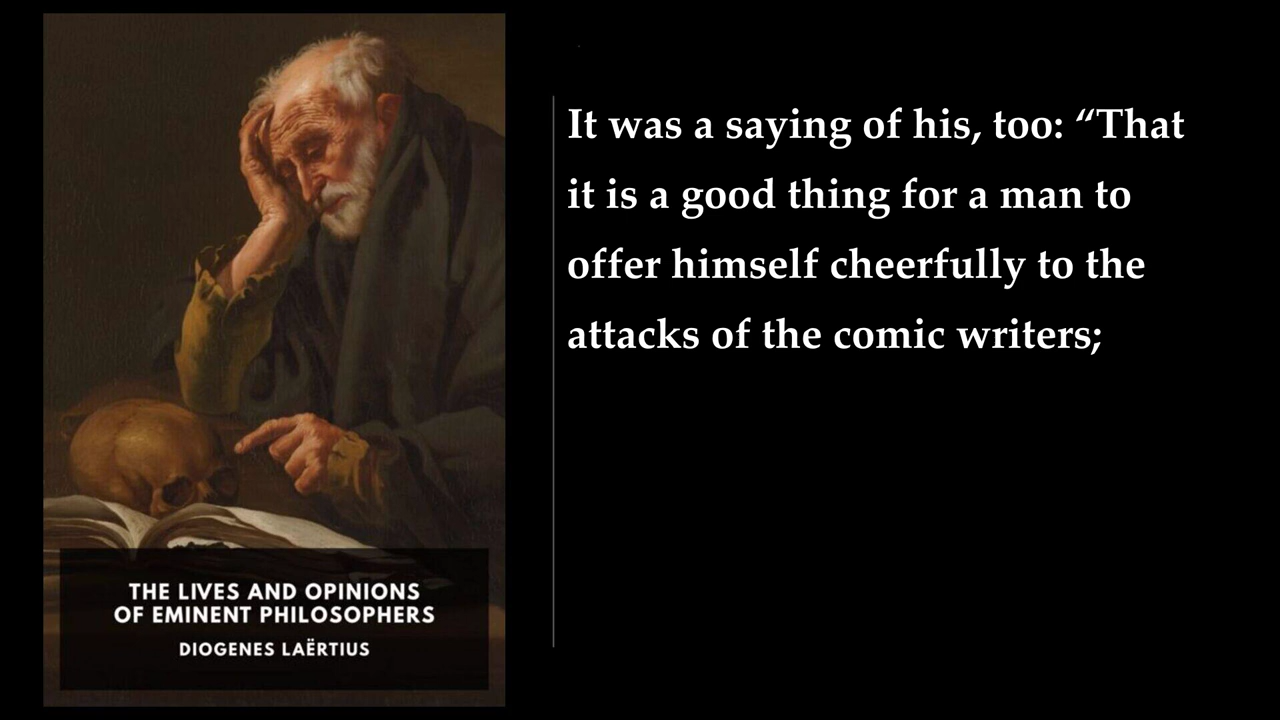 It was a saying of his, too: “That
it is a good thing for a man to
offer himself cheerfully to the
attacks of the comic writers;
THE LIVES AND OPINIONS
OF EMINENT PHILOSOPHERS
DIOGENES LAËRTIUS